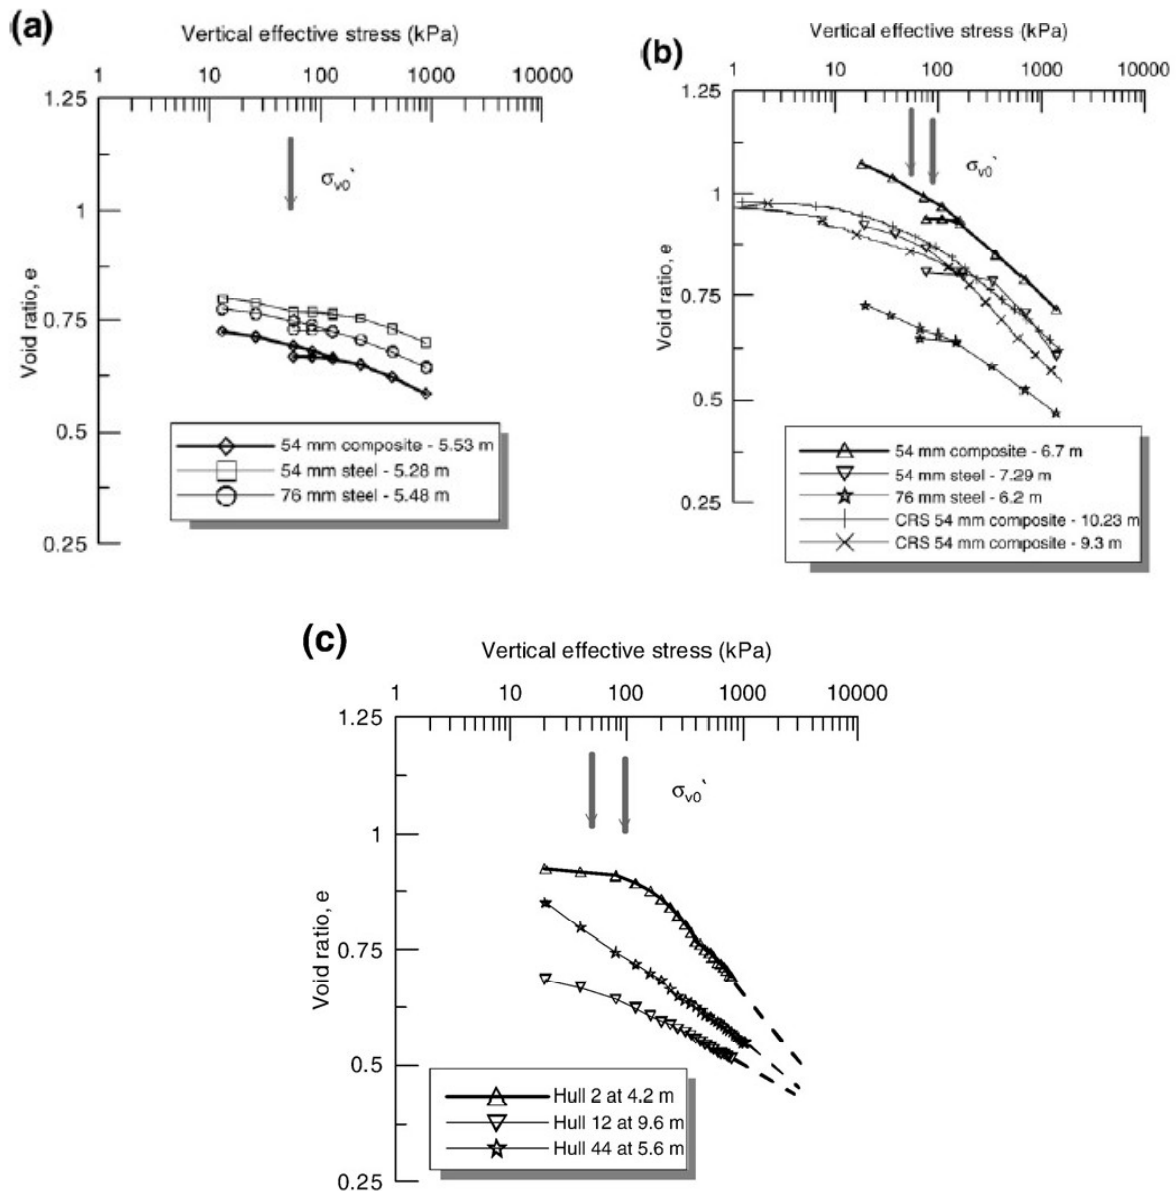 (a)
Vertical effective stress (kPa)
1 10 100 1000 10000
1.25
1
0.75
0.5
0.25
Void ratio, e
σv0`
54 mm composite - 5.53 m
54 mm steel - 5.28 m
76 mm steel - 5.48 m
(b)
Vertical effective stress (kPa)
1 10 100 1000 10000
1.25
1
0.75
0.5
0.25
Void ratio, e
σv0`
54 mm composite - 6.7 m
54 mm steel - 7.29 m
76 mm steel - 6.2 m
CRS 54 mm composite - 10.23 m
CRS 54 mm composite - 9.3 m
(c)
Vertical effective stress (kPa)
1 10 100 1000 10000
1.25
1
0.75
0.5
0.25
Void ratio, e
σv0`
Hull 2 at 4.2 m
Hull 12 at 9.6 m
Hull 44 at 5.6 m